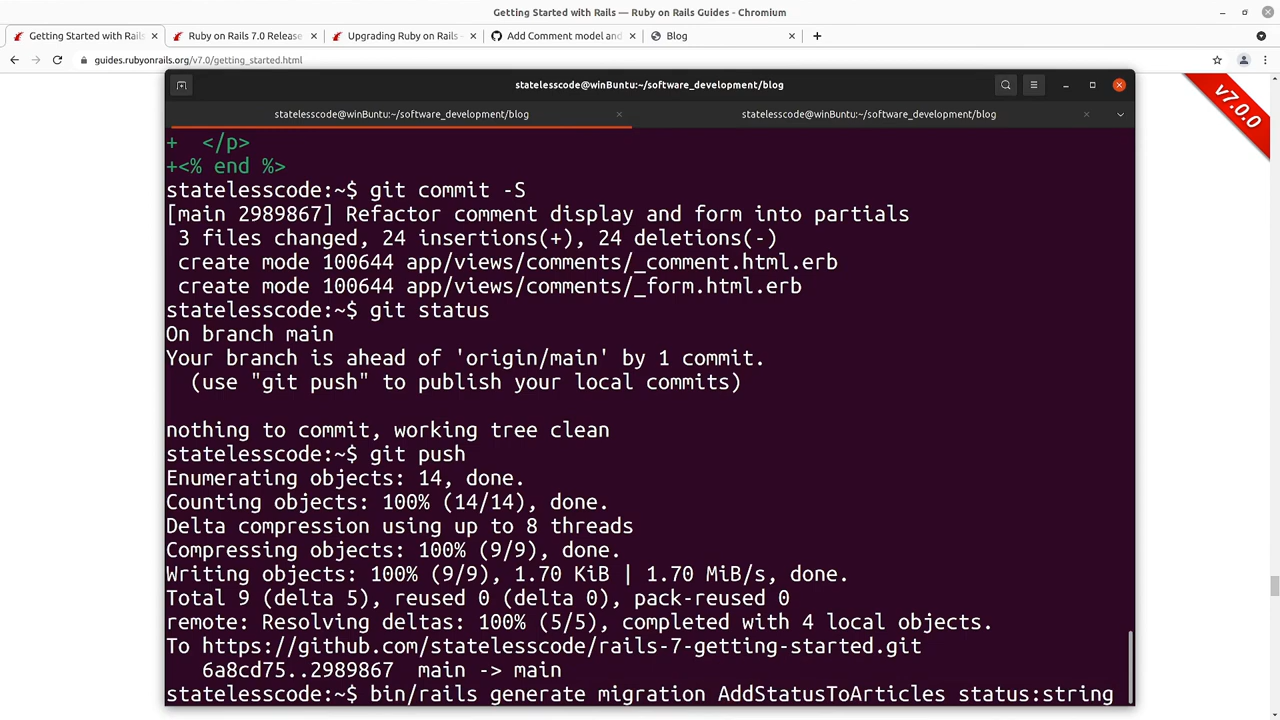 Getting Started with Rails — Ruby on Rails Guides - Chromium
Getting Started with Rails
Ruby on Rails 7.0 Release
Upgrading Ruby on Rails -
Add Comment model and
Blog
guides.rubyonrails.org/v7.0/getting_started.html
v7.0.0
statelesscode@winBuntu:~/software_development/blog
statelesscode@winBuntu:~/software_development/blog
statelesscode@winBuntu:~/software_development/blog
+  </p>
+<% end %>
statelesscode:~$ git commit -S
[main 2989867] Refactor comment display and form into partials
 3 files changed, 24 insertions(+), 24 deletions(-)
 create mode 100644 app/views/comments/_comment.html.erb
 create mode 100644 app/views/comments/_form.html.erb
statelesscode:~$ git status
On branch main
Your branch is ahead of 'origin/main' by 1 commit.
  (use "git push" to publish your local commits)
nothing to commit, working tree clean
statelesscode:~$ git push
Enumerating objects: 14, done.
Counting objects: 100% (14/14), done.
Delta compression using up to 8 threads
Compressing objects: 100% (9/9), done.
Writing objects: 100% (9/9), 1.70 KiB | 1.70 MiB/s, done.
Total 9 (delta 5), reused 0 (delta 0), pack-reused 0
remote: Resolving deltas: 100% (5/5), completed with 4 local objects.
To https://github.com/statelesscode/rails-7-getting-started.git
   6a8cd75..2989867  main -> main
statelesscode:~$ bin/rails generate migration AddStatusToArticles status:string